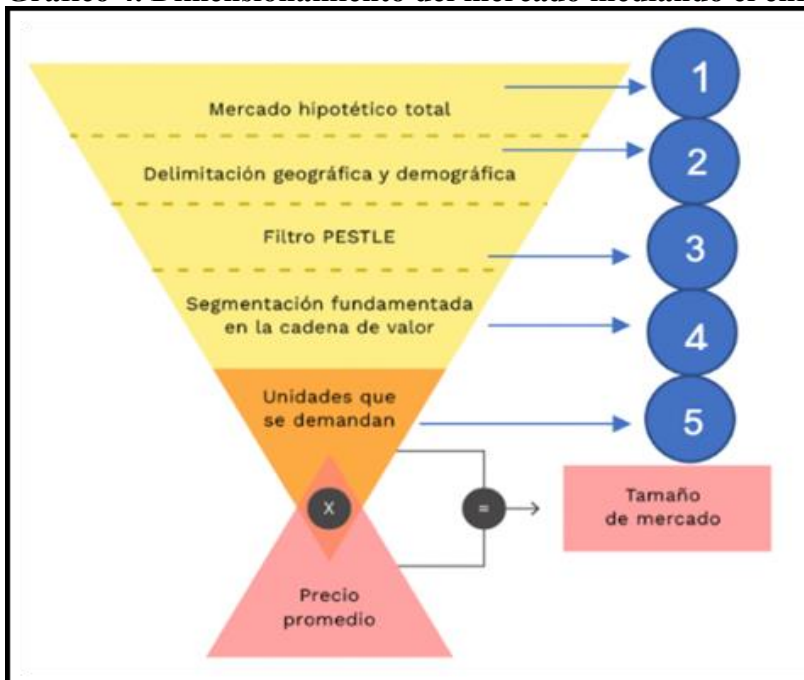 Mercado hipotético total
1
Delimitación geográfica y demográfica
2
Filtro PESTLE
3
Segmentación fundamentada
en la cadena de valor
4
Unidades que
se demandan
5
X
=
Tamaño
de mercado
Precio
promedio